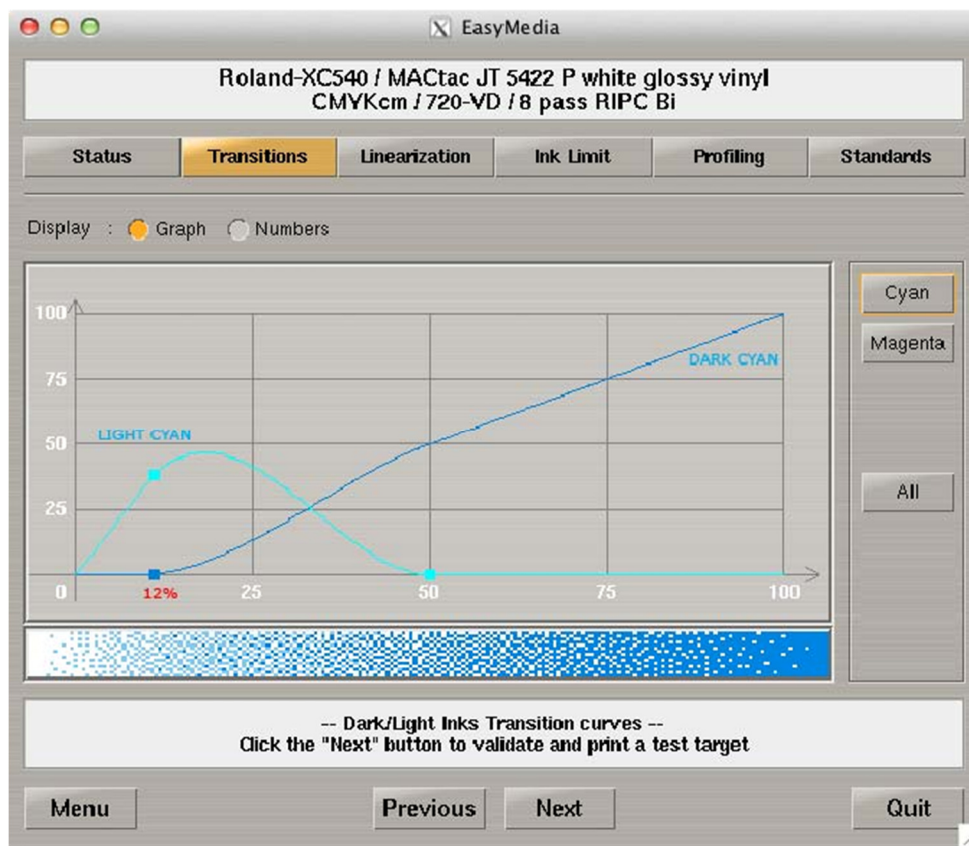 EasyMedia
Roland-XC540 / MACtac JT 5422 P white glossy vinyl
CMYKcm / 720-VD / 8 pass RIPC Bi
Status Transitions Linearization Ink Limit Profiling Standards
Display : Graph Numbers
Cyan
Magenta
All
100
75
50
25
LIGHT CYAN
DARK CYAN
0 12% 25 50 75 100
-- Dark/Light Inks Transition curves --
Click the "Next" button to validate and print a test target
Menu Previous Next Quit